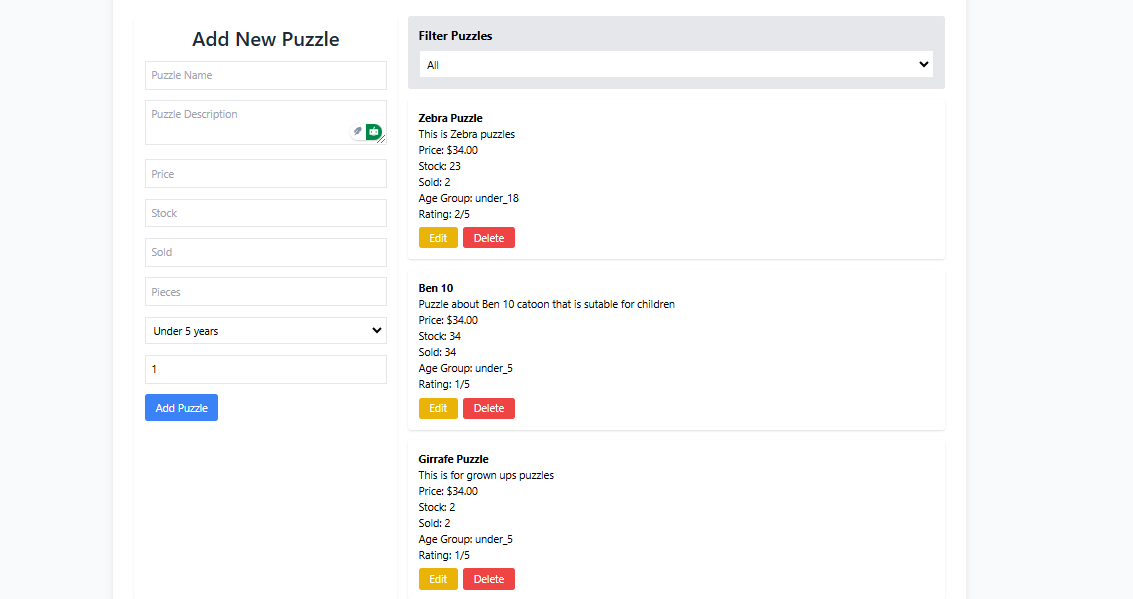 Add New Puzzle
Puzzle Name
Puzzle Description
Price
Stock
Sold
Pieces
Under 5 years
1
Add Puzzle
Filter Puzzles
All
Zebra Puzzle
This is Zebra puzzles
Price: $34.00
Stock: 23
Sold: 2
Age Group: under_18
Rating: 2/5
Edit Delete
Ben 10
Puzzle about Ben 10 catoon that is sutable for children
Price: $34.00
Stock: 34
Sold: 34
Age Group: under_5
Rating: 1/5
Edit Delete
Girrafe Puzzle
This is for grown ups puzzles
Price: $34.00
Stock: 2
Sold: 2
Age Group: under_5
Rating: 1/5
Edit Delete